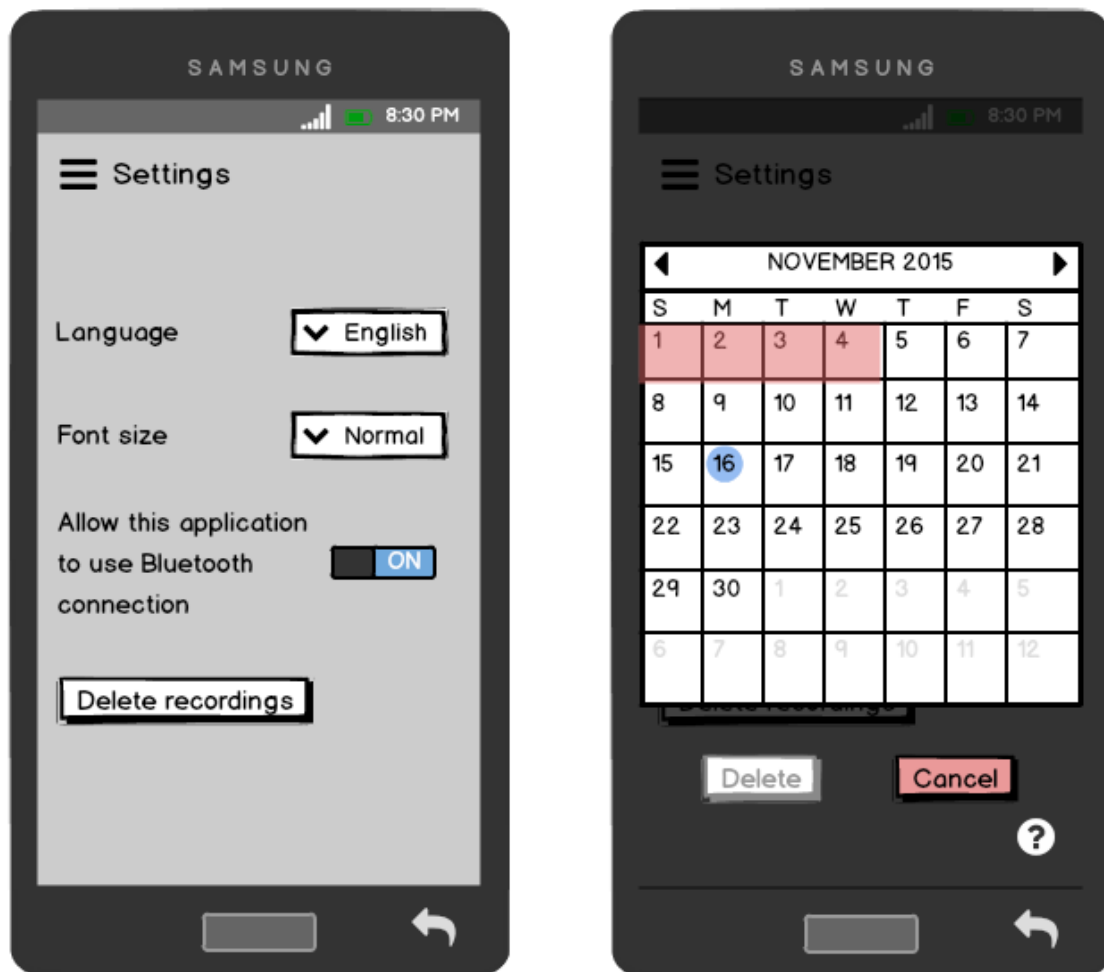 SAMSUNG
8:30 PM
Settings
Language
English
Font size
Normal
Allow this application
to use Bluetooth
connection
ON
Delete recordings
SAMSUNG
8:30 PM
Settings
NOVEMBER 2015
S M T W T F S
1 2 3 4 5 6 7
8 9 10 11 12 13 14
15 16 17 18 19 20 21
22 23 24 25 26 27 28
29 30 1 2 3 4 5
6 7 8 9 10 11 12
Delete recordings
Delete
Cancel
?